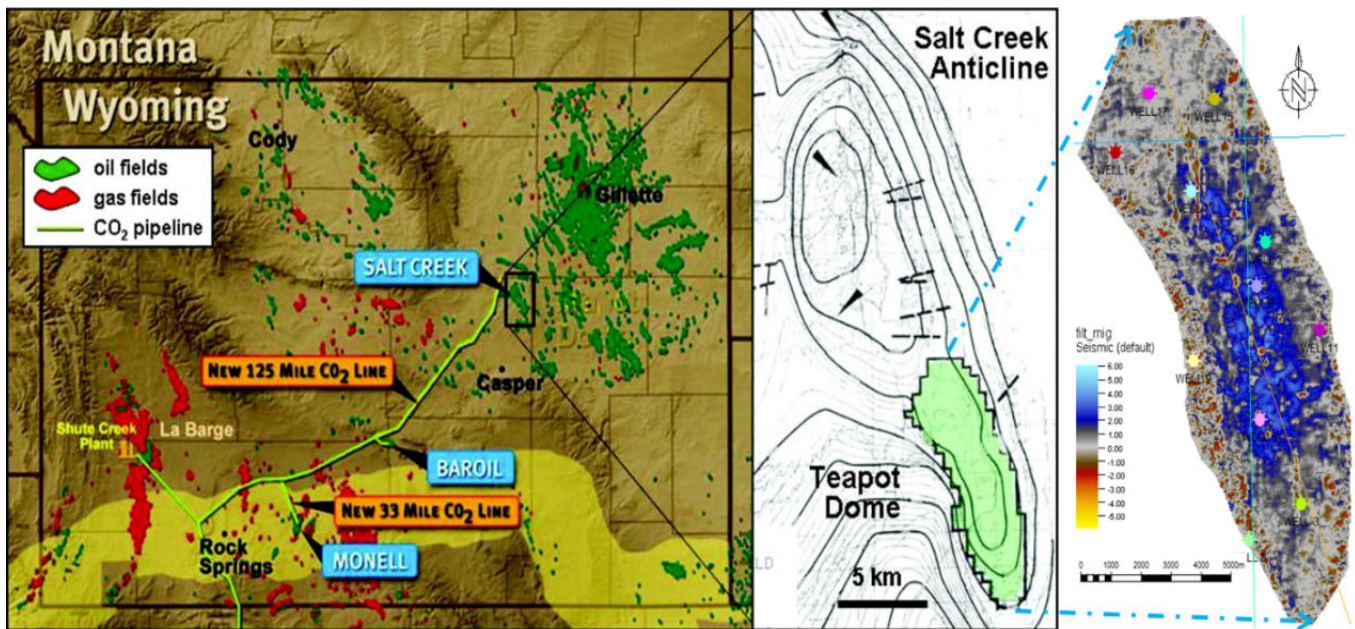 Montana
Wyoming
oil fields
gas fields
CO₂ pipeline
Cody
Gillette
SALT CREEK
NEW 125 MILE CO₂ LINE
Casper
Shute Creek
Plant
La Barge
BAROIL
NEW 33 MILE CO₂ LINE
Rock
Springs
MONELL
Salt Creek
Anticline
Teapot
Dome
5 km
N
WELL17
WELL15
WELL11
filt_mig
Seismic (default)
6.00
5.00
4.00
3.00
2.00
1.00
0.00
-1.00
-2.00
-3.00
-4.00
-5.00
0 1000 2000 3000 4000 5000m